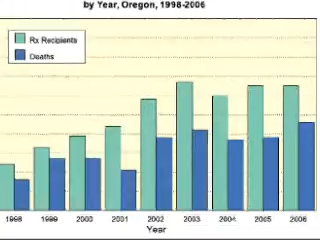 by Year, Oregon, 1998-2006
Rx Recipients
Deaths
1998 1999 2000 2001 2002 2003 2004 2005 2006
Year